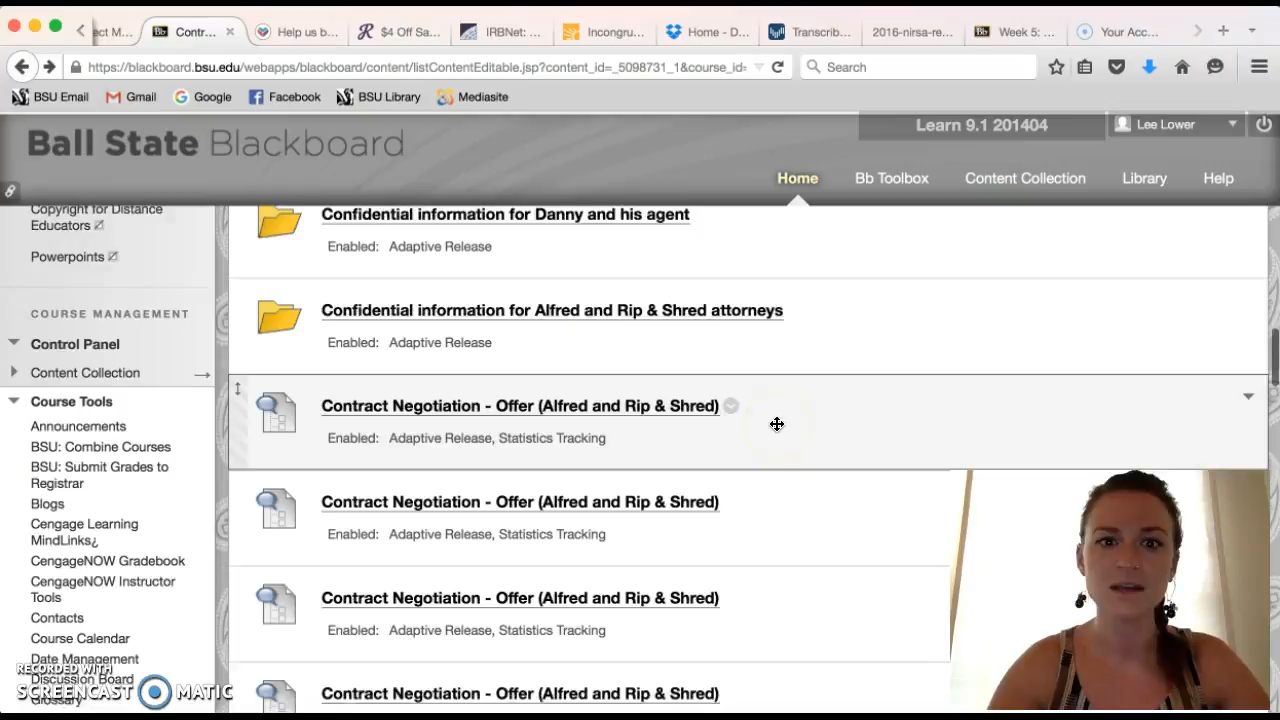 ect M...
Contr...
Help us b...
$4 Off Sa...
IRBNet: ...
Incongru...
Home - D...
Transcrib...
2016-nirsa-re...
Bb
Week 5: ...
Your Acc...
https://blackboard.bsu.edu/webapps/blackboard/content/listContentEditable.jsp?content_id=_5098731_1&course_id=
Search
BSU Email
Gmail
Google
Facebook
BSU Library
Mediasite
Ball State Blackboard
Learn 9.1 201404
Lee Lower
Home
Bb Toolbox
Content Collection
Library
Help
Copyright for Distance
Educators
Powerpoints
COURSE MANAGEMENT
Control Panel
Content Collection
Course Tools
Announcements
BSU: Combine Courses
BSU: Submit Grades to
Registrar
Blogs
Cengage Learning
MindLinks¿
CengageNOW Gradebook
CengageNOW Instructor
Tools
Contacts
Course Calendar
Date Management
Discussion Board
Glossary
Confidential information for Danny and his agent
Enabled: Adaptive Release
Confidential information for Alfred and Rip & Shred attorneys
Enabled: Adaptive Release
Contract Negotiation - Offer (Alfred and Rip & Shred)
Enabled: Adaptive Release, Statistics Tracking
Contract Negotiation - Offer (Alfred and Rip & Shred)
Enabled: Adaptive Release, Statistics Tracking
Contract Negotiation - Offer (Alfred and Rip & Shred)
Enabled: Adaptive Release, Statistics Tracking
Contract Negotiation - Offer (Alfred and Rip & Shred)
RECORDED WITH
SCREENCAST MATIC